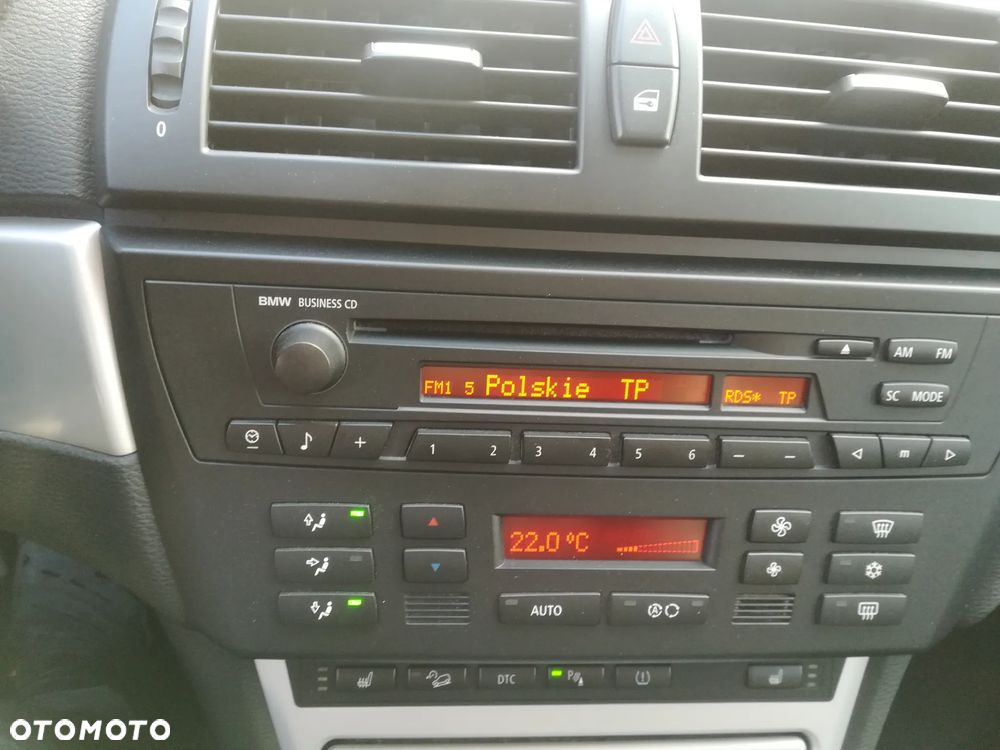 0
BMW BUSINESS CD
AM FM
FM1 5 Polskie TP
RDS* TP
SC MODE
+
1 2 3 4 5 6 — — m
22.0 °C
AUTO
A
DTC
P
OTOMOTO